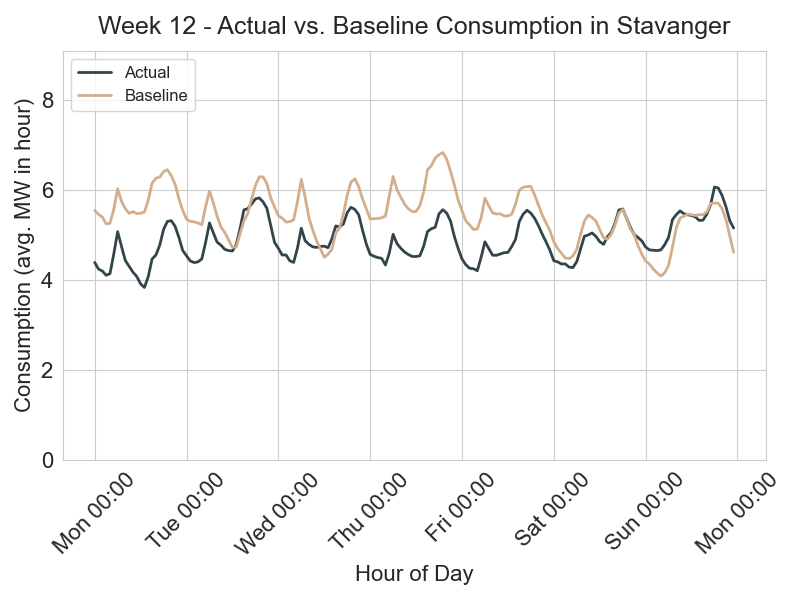 Week 12 - Actual vs. Baseline Consumption in Stavanger
Actual
Baseline
Consumption (avg. MW in hour)
8
6
4
2
0
Mon 00:00
Tue 00:00
Wed 00:00
Thu 00:00
Fri 00:00
Sat 00:00
Sun 00:00
Mon 00:00
Hour of Day